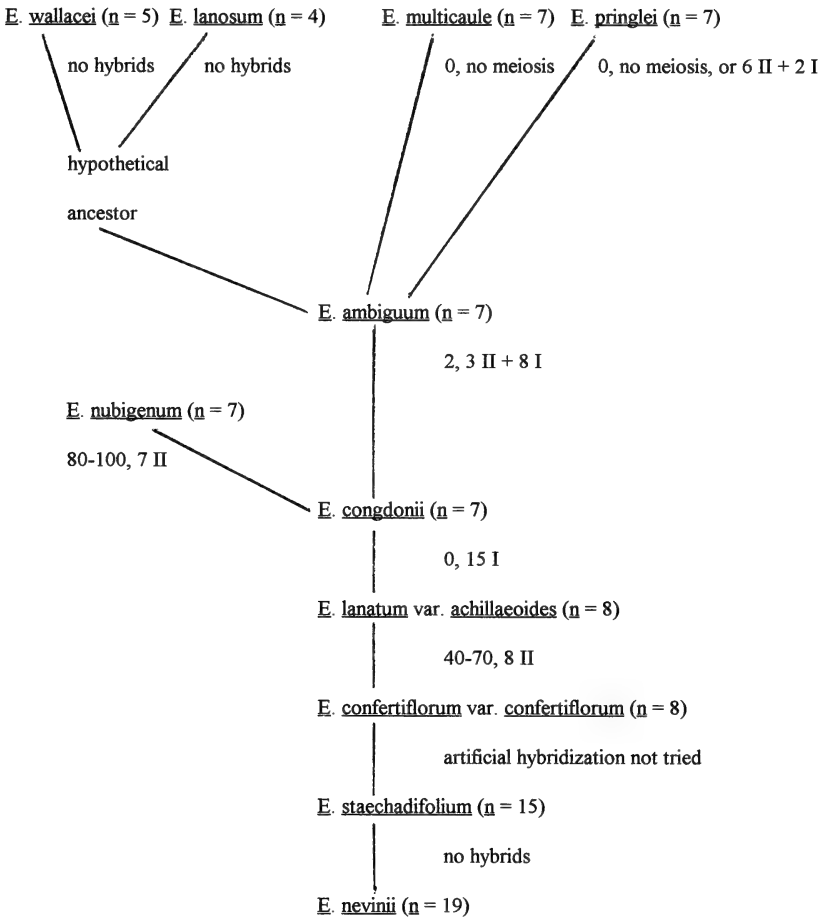 E. wallacei (n = 5) E. lanosum (n = 4) E. multicaule (n = 7) E. pringlei (n = 7)
no hybrids no hybrids 0, no meiosis 0, no meiosis, or 6 II + 2 I
hypothetical
ancestor
E. ambiguum (n = 7)
2, 3 II + 8 I
E. nubigenum (n = 7)
80-100, 7 II
E. congdonii (n = 7)
0, 15 I
E. lanatum var. achillaeoides (n = 8)
40-70, 8 II
E. confertiflorum var. confertiflorum (n = 8)
artificial hybridization not tried
E. staechadifolium (n = 15)
no hybrids
E. nevinii (n = 19)